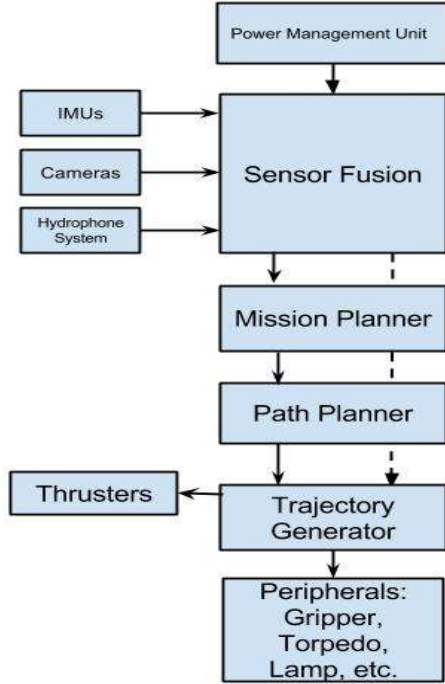 Power Management Unit
IMUs
Cameras
Hydrophone
System
Sensor Fusion
Mission Planner
Path Planner
Thrusters
Trajectory
Generator
Peripherals:
Gripper,
Torpedo,
Lamp, etc.